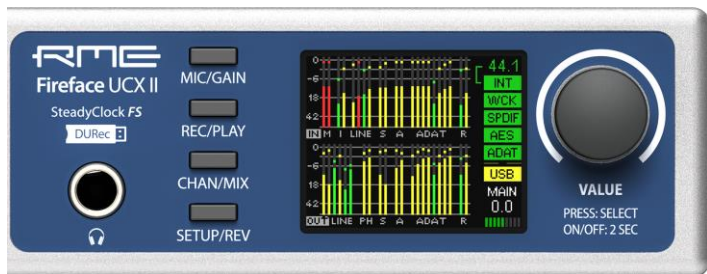 RME
Fireface UCX II
SteadyClock FS
DURec
MIC/GAIN
REC/PLAY
CHAN/MIX
SETUP/REV
0
-6
18
42
IN M I LINE S A ADAT R
0
-6
18
42
OUT LINE PH S A ADAT R
44.1
INT
WCK
SPDIF
AES
ADAT
USB
MAIN
0.0
VALUE
PRESS: SELECT
ON/OFF: 2 SEC